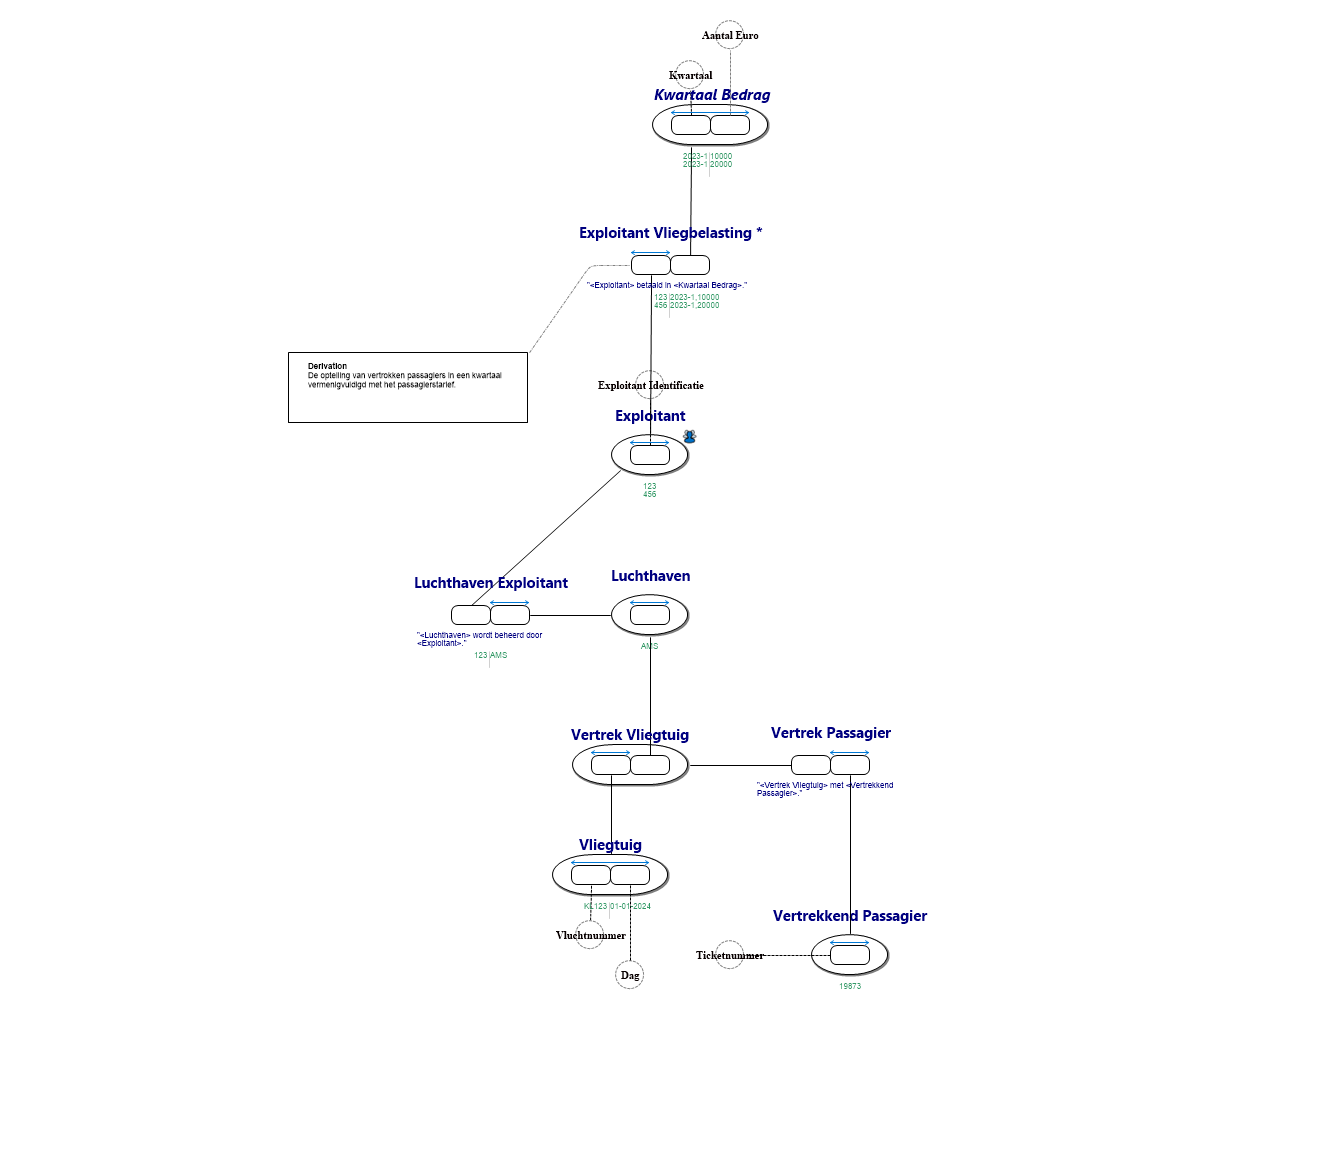 Aantal Euro
Kwartaal
Kwartaal Bedrag
2023-1 10000
2023-1 20000
Exploitant Vliegbelasting *
"<Exploitant> betaald in <Kwartaal Bedrag>."
123 2023-1,10000
456 2023-1,20000
Derivation
De optelling van vertrokken passagiers in een kwartaal
vermenigvuldigd met het passagierstarief.
Exploitant Identificatie
Exploitant
123
456
Luchthaven Exploitant
Luchthaven
"<Luchthaven> wordt beheerd door
<Exploitant>."
123 AMS
AMS
Vertrek Vliegtuig
Vertrek Passagier
"<Vertrek Vliegtuig> met <Vertrekkend
Passagier>."
Vliegtuig
KL123 01-01-2024
Vluchtnummer
Dag
Vertrekkend Passagier
Ticketnummer
19873